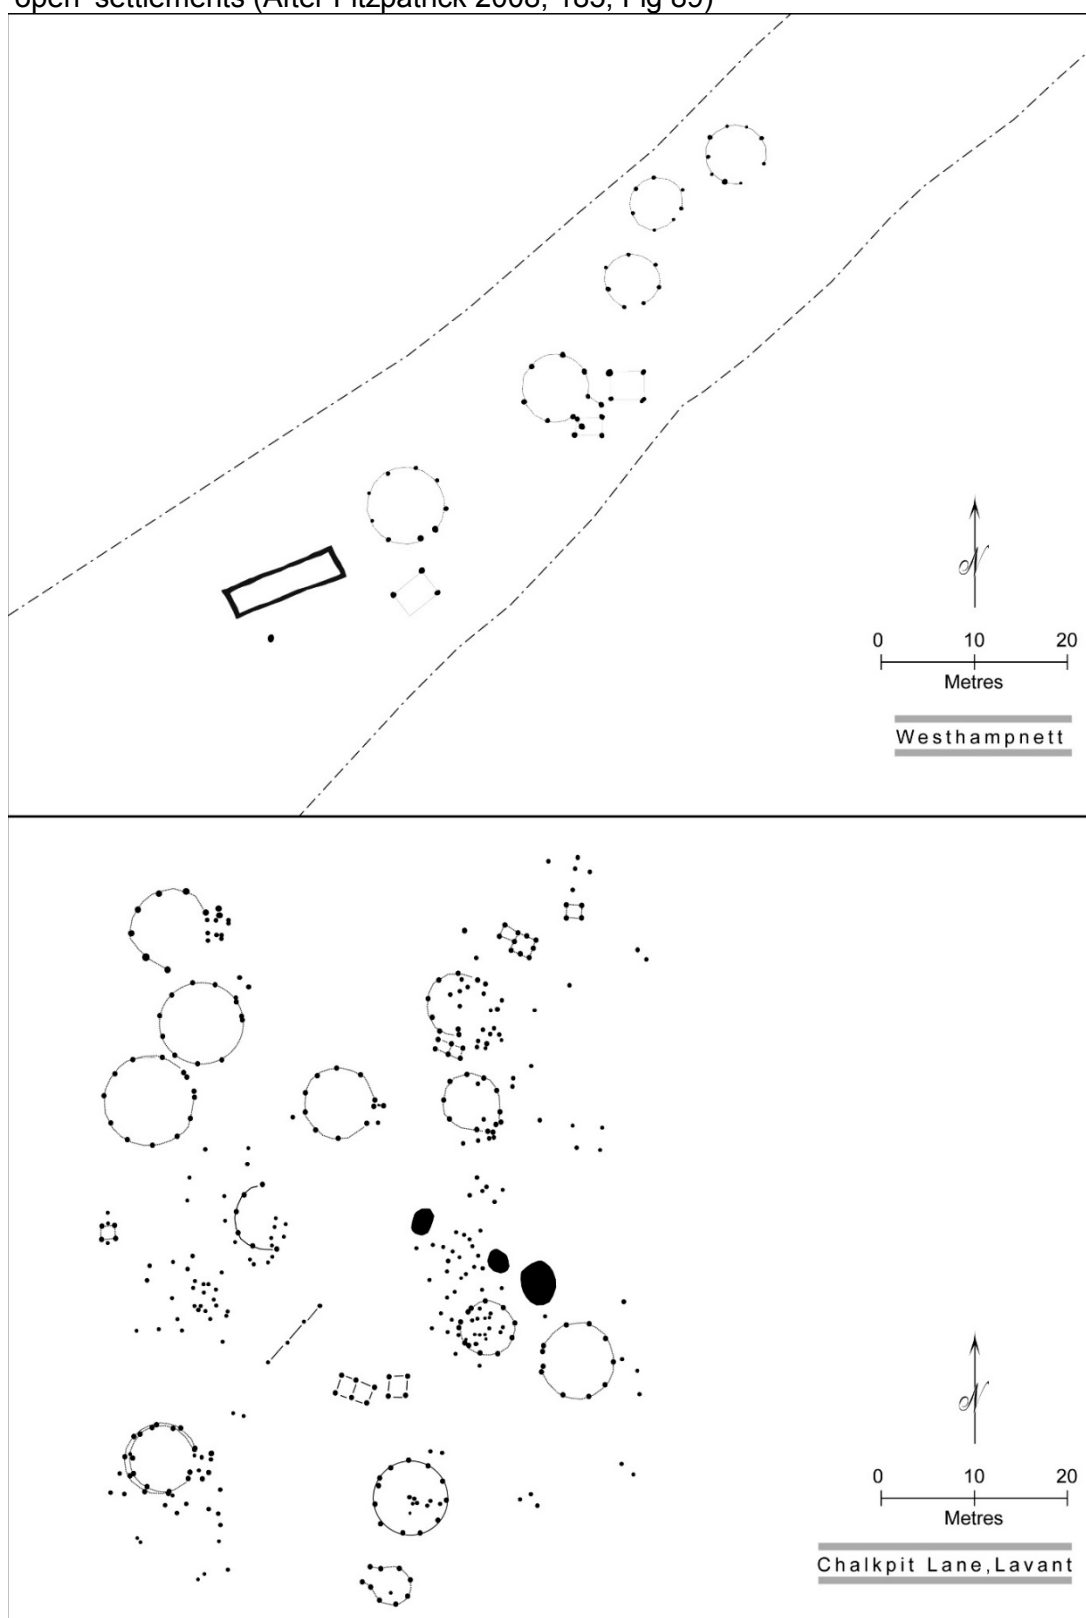 open' settlements (After Fitzpatrick 2008, 185, Fig 89)
N
0 10 20
Metres
Westhampnett
N
0 10 20
Metres
Chalkpit Lane,Lavant